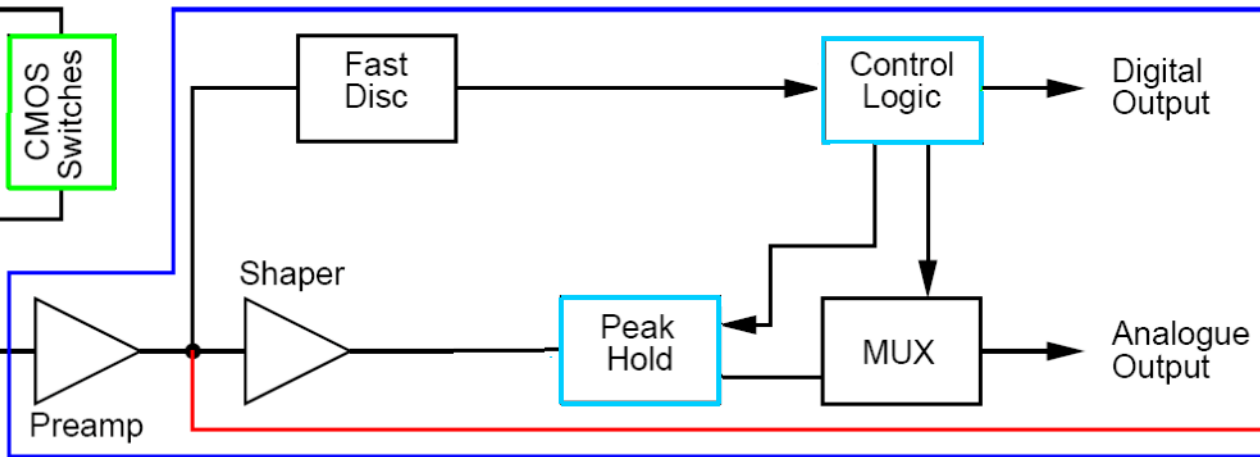 CMOS
Switches
Fast
Disc
Control
Logic
Digital
Output
Shaper
Preamp
Peak
Hold
MUX
Analogue
Output